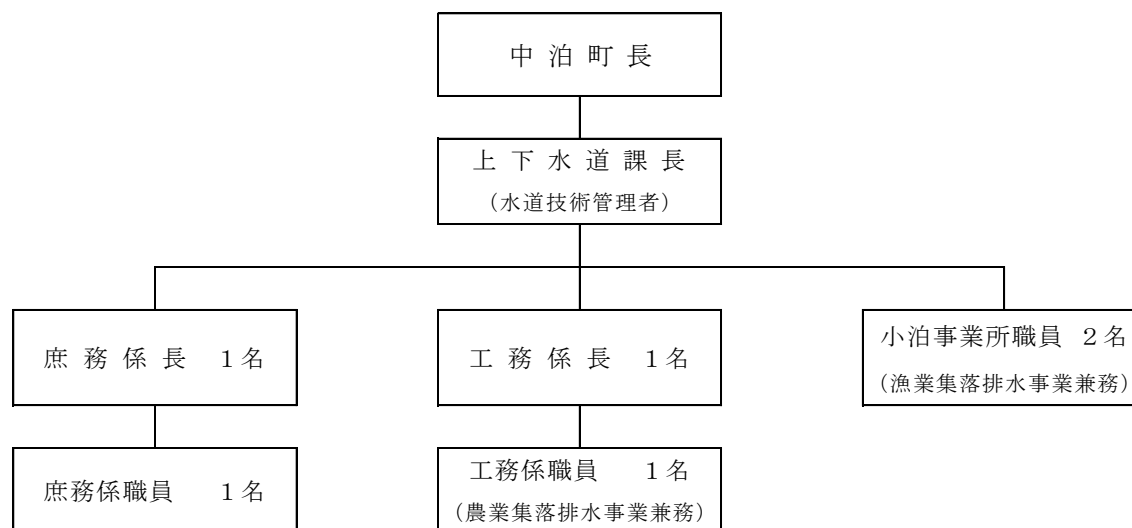 中泊町長
上下水道課長
（水道技術管理者）
庶務係長　1名
工務係長　1名
小泊事業所職員　2名
（漁業集落排水事業兼務）
庶務係職員　1名
工務係職員　1名
（農業集落排水事業兼務）